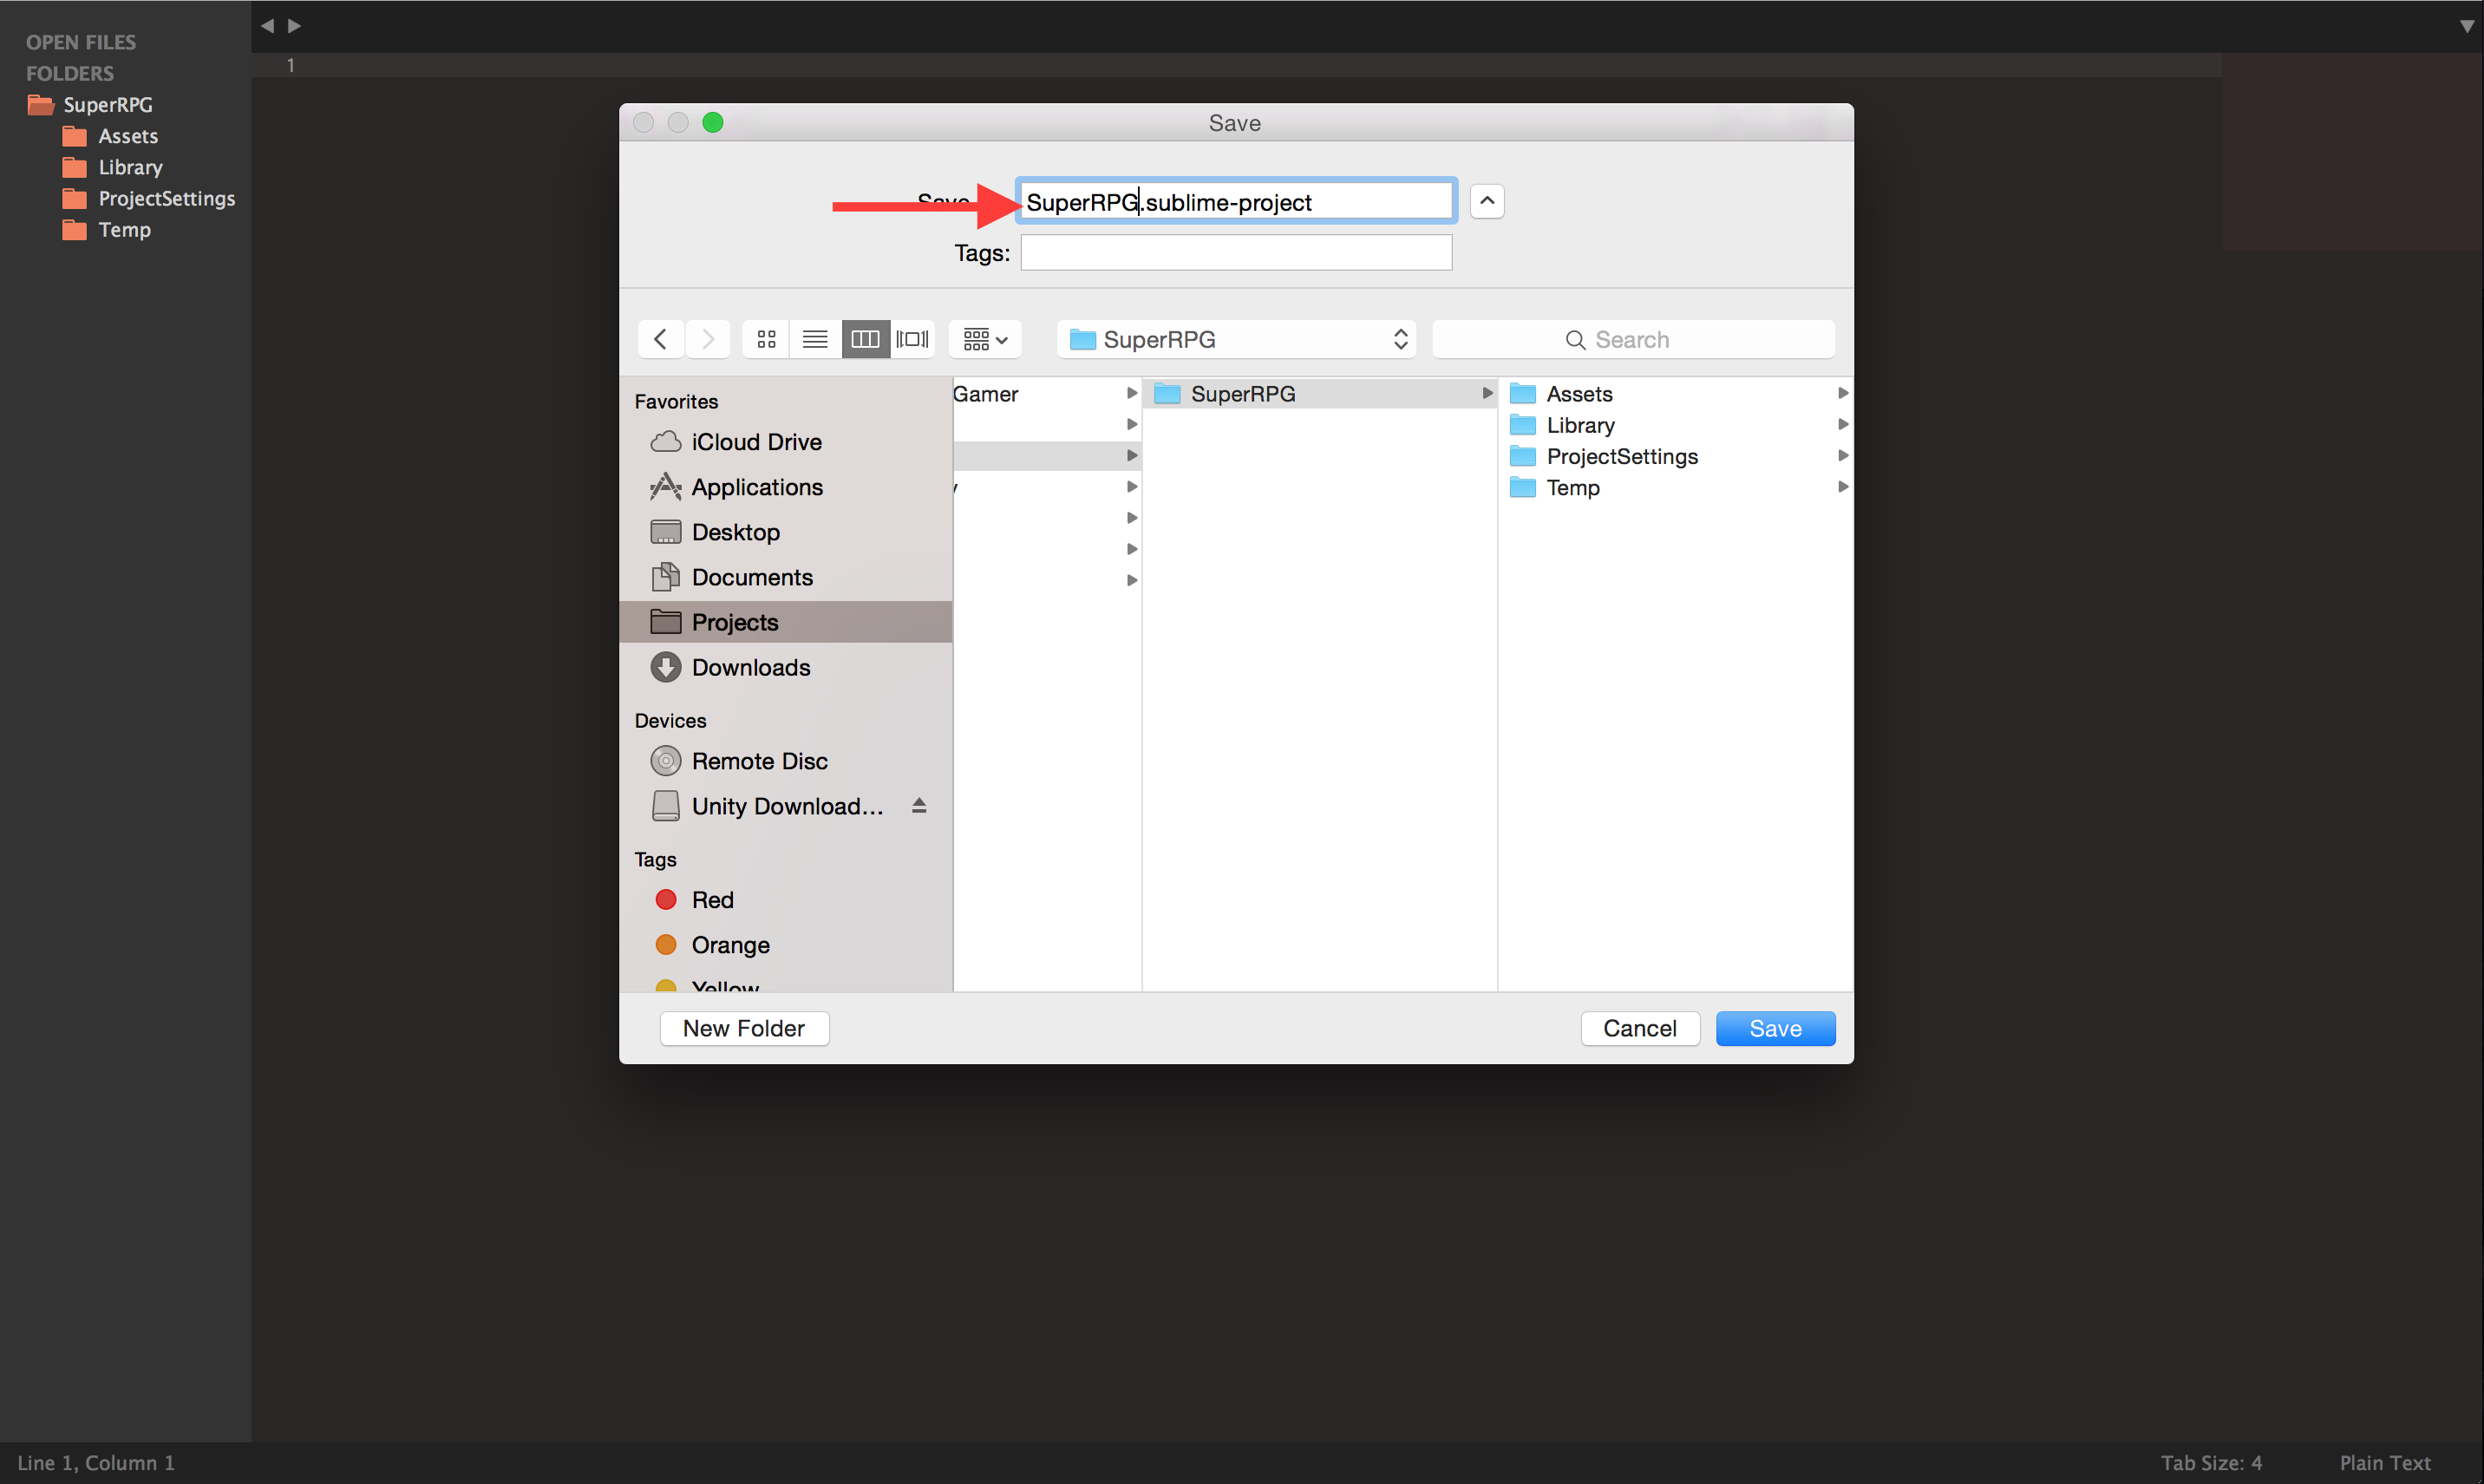 OPEN FILES
FOLDERS
SuperRPG
Assets
Library
ProjectSettings
Temp
1
Save
Save
SuperRPG.sublime-project
Tags:
SuperRPG
Search
Favorites
iCloud Drive
Applications
Desktop
Documents
Projects
Downloads
Devices
Remote Disc
Unity Download...
Tags
Red
Orange
Yellow
Gamer
SuperRPG
Assets
Library
ProjectSettings
Temp
New Folder
Cancel
Save
Line 1, Column 1
Tab Size: 4
Plain Text